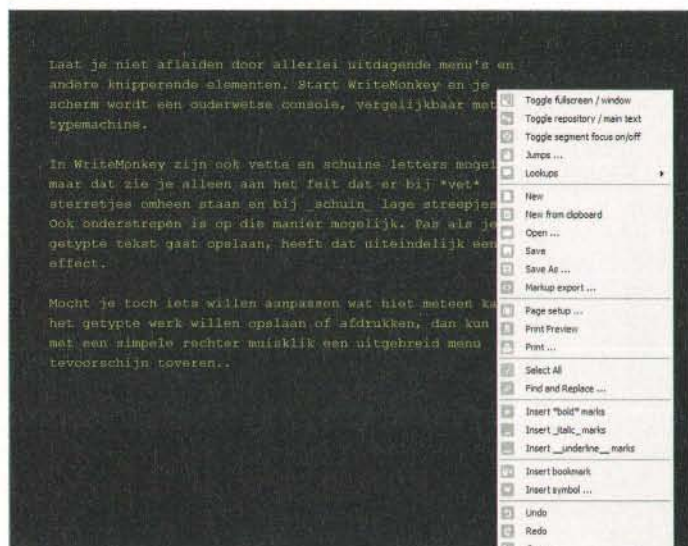 Laat je niet afleiden door allerlei uitdagende menu's en
andere knipperende elementen. Start WriteMonkey en je
scherm wordt een ouderwetse console, vergelijkbaar met
typemachine.
In WriteMonkey zijn ook vette en schuine letters mogel
maar dat zie je alleen aan het feit dat er bij *vet*
sterretjes omheen staan en bij _schuin_ lage streepjes
Ook onderstrepen is op die manier mogelijk. Pas als je
getypte tekst gaat opslaan, heeft dat uiteindelijk een
effect.
Mocht je toch iets willen aanpassen wat niet meteen ka
het getypte werk willen opslaan of afdrukken, dan kun
met een simpele rechter muisklik een uitgebreid menu
tevoorschijn toveren..
Toggle fullscreen / window
Toggle repository / main text
Toggle segment focus on/off
Jumps ...
Lookups
New
New from clipboard
Open ...
Save
Save As ...
Markup export ...
Page setup ...
Print Preview
Print ...
Select All
Find and Replace ...
Insert *bold* marks
Insert _italic_ marks
Insert __underline__ marks
Insert bookmark
Insert symbol ...
Undo
Redo